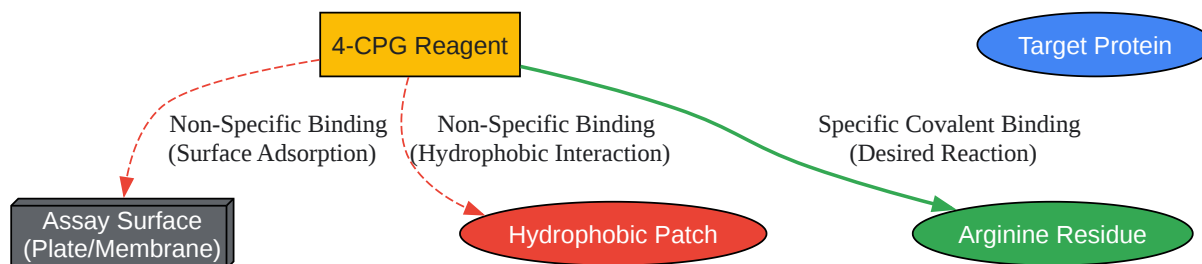 4-CPG Reagent
Target Protein
Non-Specific Binding
(Surface Adsorption)
Non-Specific Binding
(Hydrophobic Interaction)
Specific Covalent Binding
(Desired Reaction)
Assay Surface
(Plate/Membrane)
Hydrophobic Patch
Arginine Residue